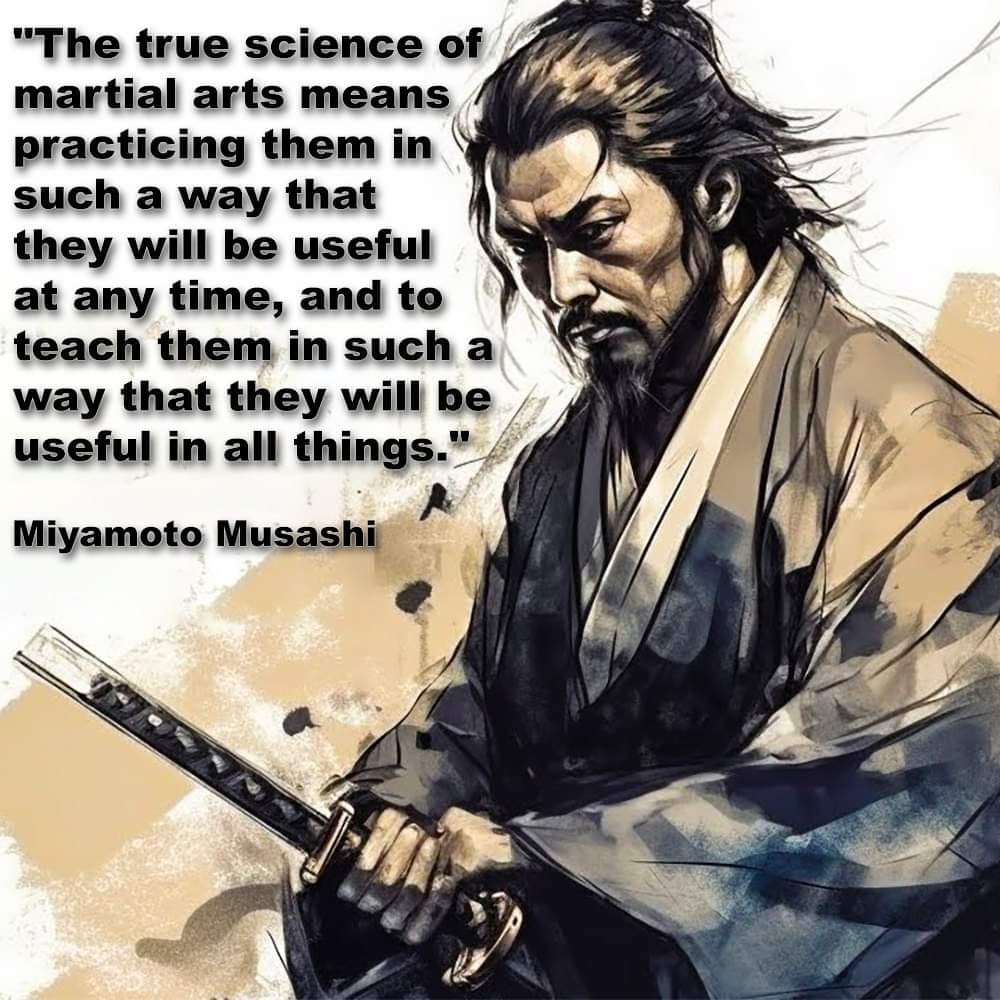 "The true science of
martial arts means
practicing them in
such a way that
they will be useful
at any time, and to
teach them in such a
way that they will be
useful in all things."
Miyamoto Musashi